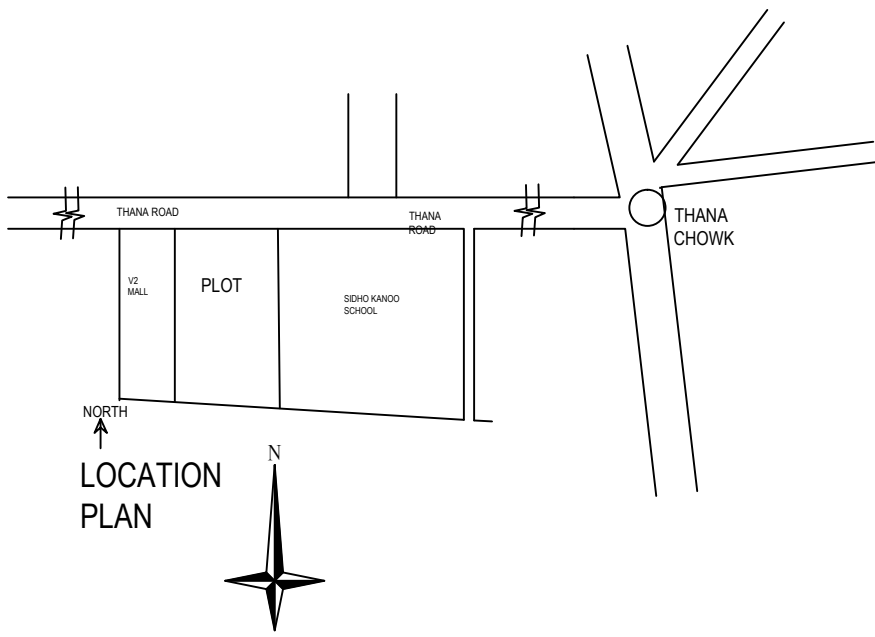 THANA ROAD
THANA
ROAD
THANA
CHOWK
V2
MALL
PLOT
SIDHO KANOO
SCHOOL
NORTH
LOCATION
PLAN
N